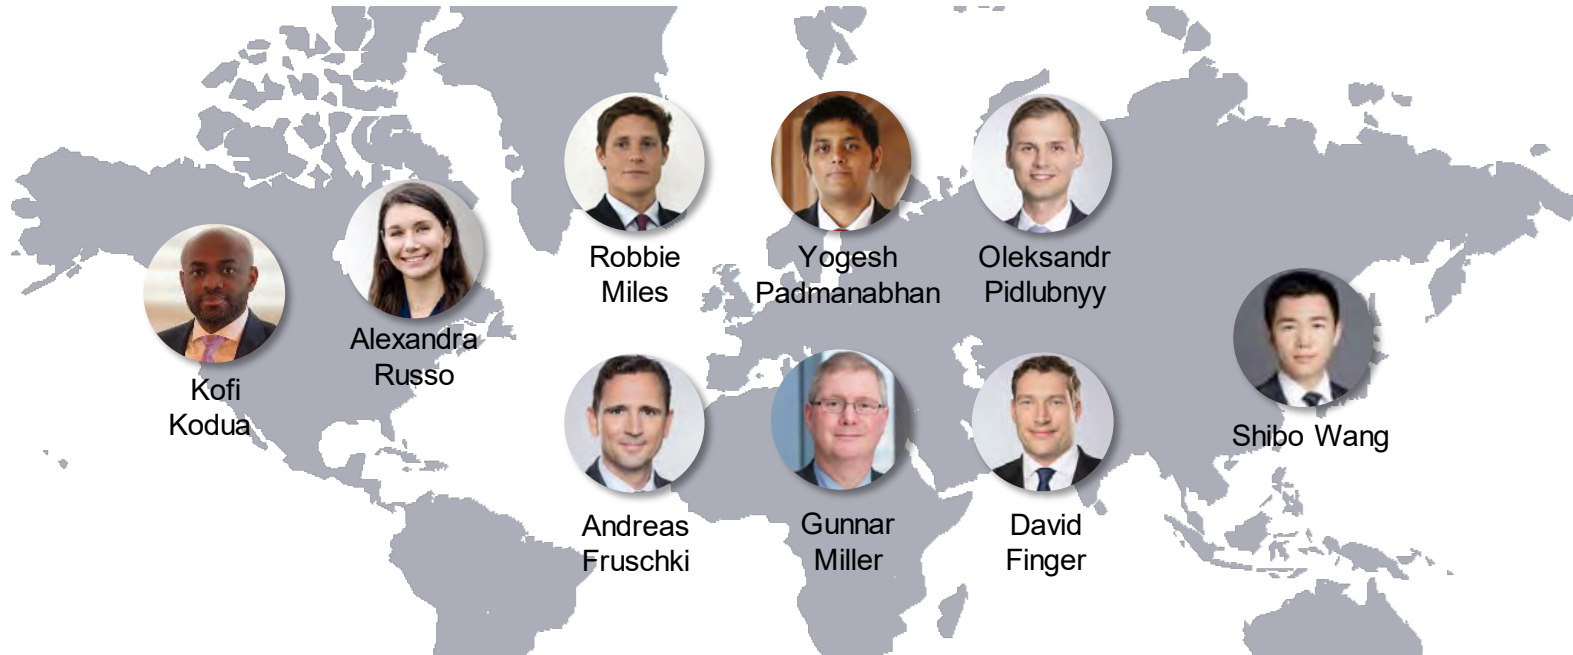 Robbie
Miles
Yogesh
Padmanabhan
Oleksandr
Pidlubnyy
Alexandra
Russo
Kofi
Kodua
Shibo Wang
Andreas
Fruschki
Gunnar
Miller
David
Finger